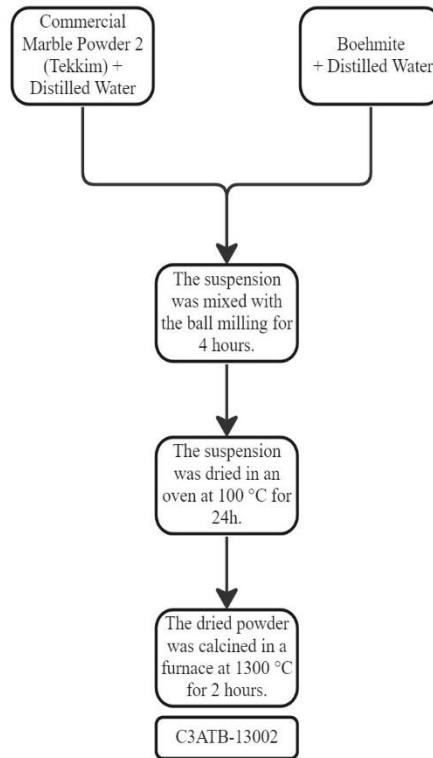 Commercial
Marble Powder 2
(Tekkim) +
Distilled Water
Boehmite
+ Distilled Water
The suspension
was mixed with
the ball milling for
4 hours.
The suspension
was dried in an
oven at 100 °C for
24h.
The dried powder
was calcined in a
furnace at 1300 °C
for 2 hours.
C3ATB-13002